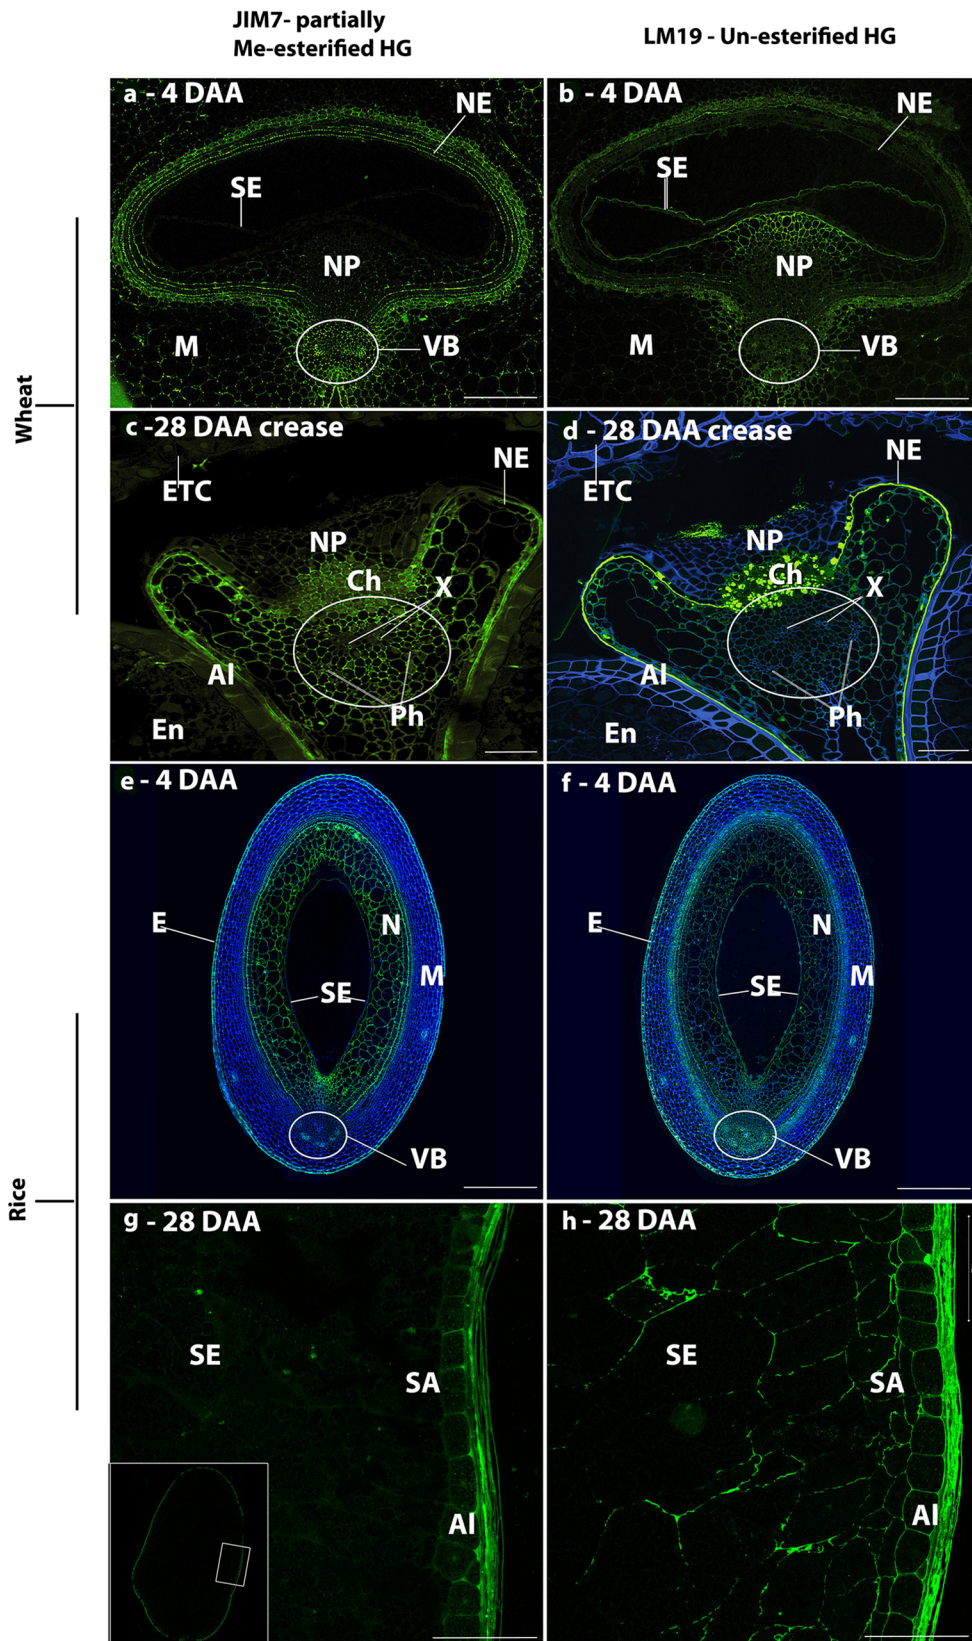 JIM7- partially
Me-esterified HG
LM19 - Un-esterified HG
a - 4 DAA
NE
SE
NP
M
VB
b - 4 DAA
NE
SE
NP
M
VB
Wheat
c -28 DAA crease
NE
ETC
NP
Ch
X
Al
Ph
En
d - 28 DAA crease
NE
ETC
NP
Ch
X
Al
Ph
En
e - 4 DAA
E
N
M
SE
VB
f - 4 DAA
E
N
M
SE
VB
Rice
g - 28 DAA
SE
SA
Al
h - 28 DAA
SE
SA
Al